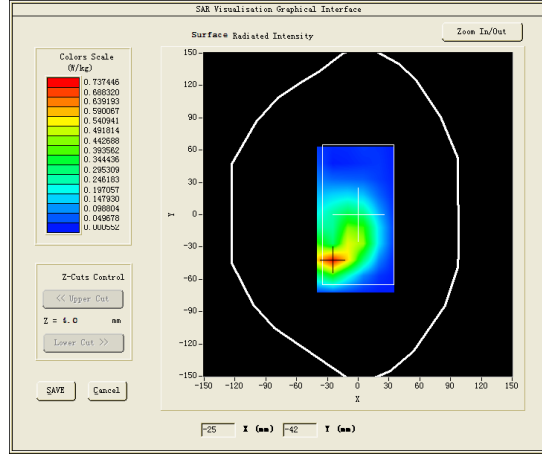 SAR Visualisation Graphical Interface
Surface Radiated Intensity
Zoom In/Out
Colors Scale
(W/kg)
0.737446
0.688320
0.639193
0.590067
0.540941
0.491814
0.442688
0.393562
0.344436
0.295309
0.246183
0.197057
0.147930
0.098804
0.049678
0.000552
Z-Cuts Control
<< Upper Cut
Z = 4.0 mm
Lower Cut >>
SAVE Cancel
150
120
90
60
30
0
-30
-60
-90
-120
-150
Y
-150 -120 -90 -60 -30 0 30 60 90 120 150
X
-25 X (mm) -42 Y (mm)